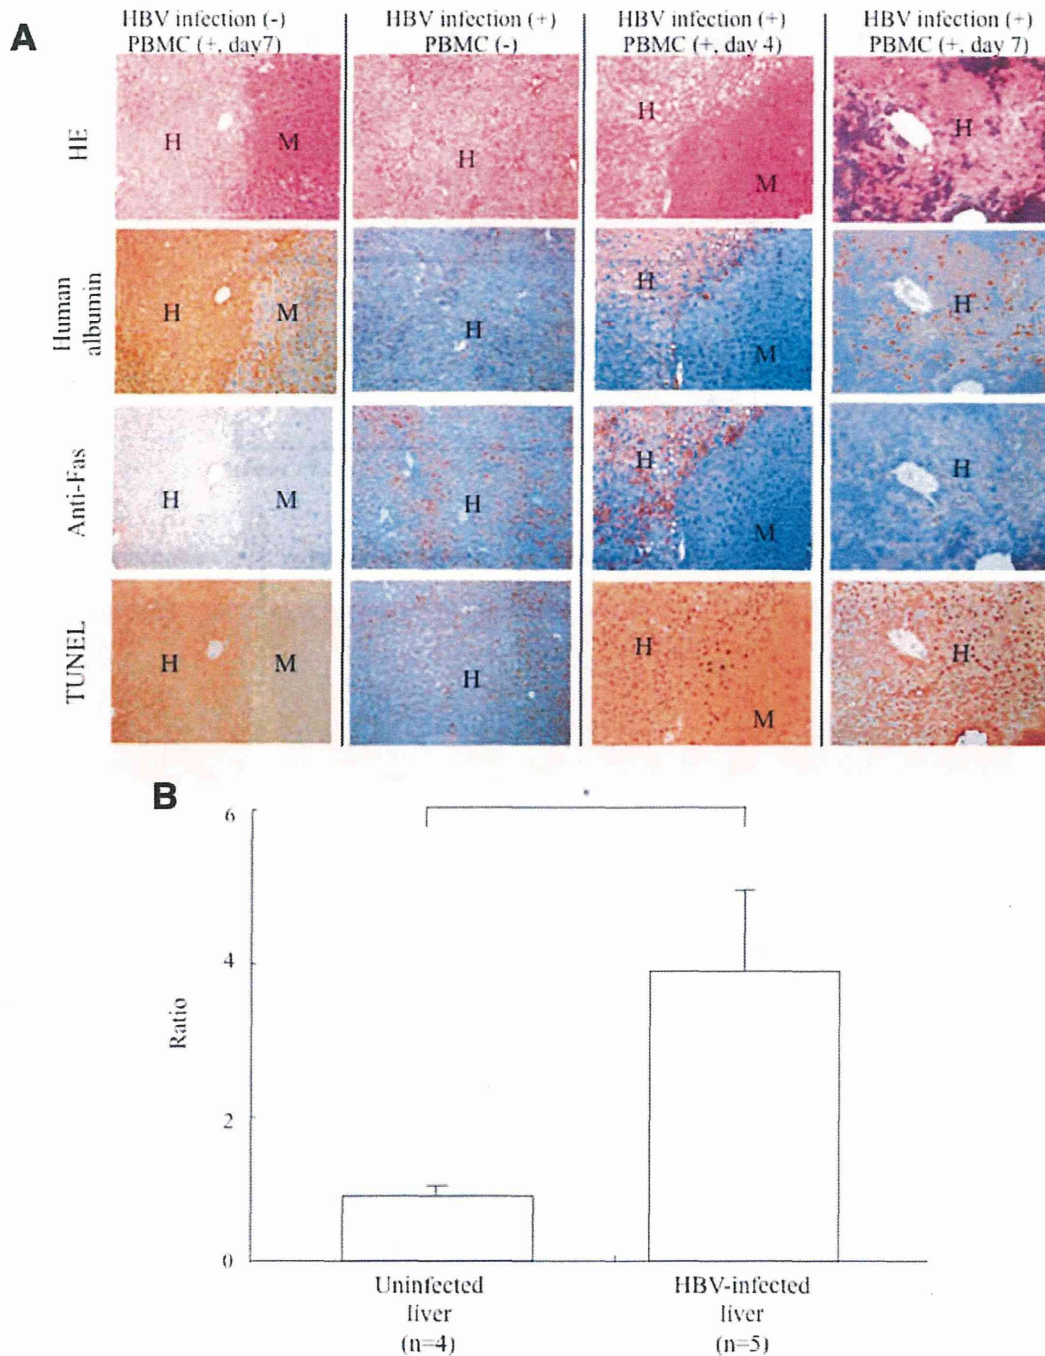 A
HBV infection (-)
PBMC (+, day7)
HBV infection (+)
PBMC (-)
HBV infection (+)
PBMC (+, day 4)
HBV infection (+)
PBMC (+, day 7)
HE
H
M
H
H
M
H
Human
albumin
H
M
H
H
M
H
Anti-Fas
H
M
H
H
M
H
TUNEL
H
M
H
H
M
H
B
6
*
4
Ratio
2
0
Uninfected
liver
(n=4)
HBV-infected
liver
(n=5)